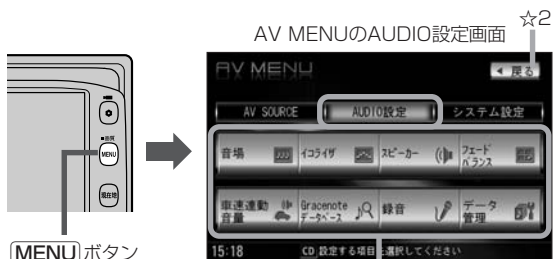 ☆2
AV MENUのAUDIO設定画面
AV MENU
戻る
AV SOURCE
AUDIO設定
システム設定
音場
イコライザ
スピーカー
フェード
バランス
車速連動
音量
Gracenote
データベース
録音
データ
管理
画質
MENU
現在地
MENUボタン
15:18
CD 設定する項目を選択してください